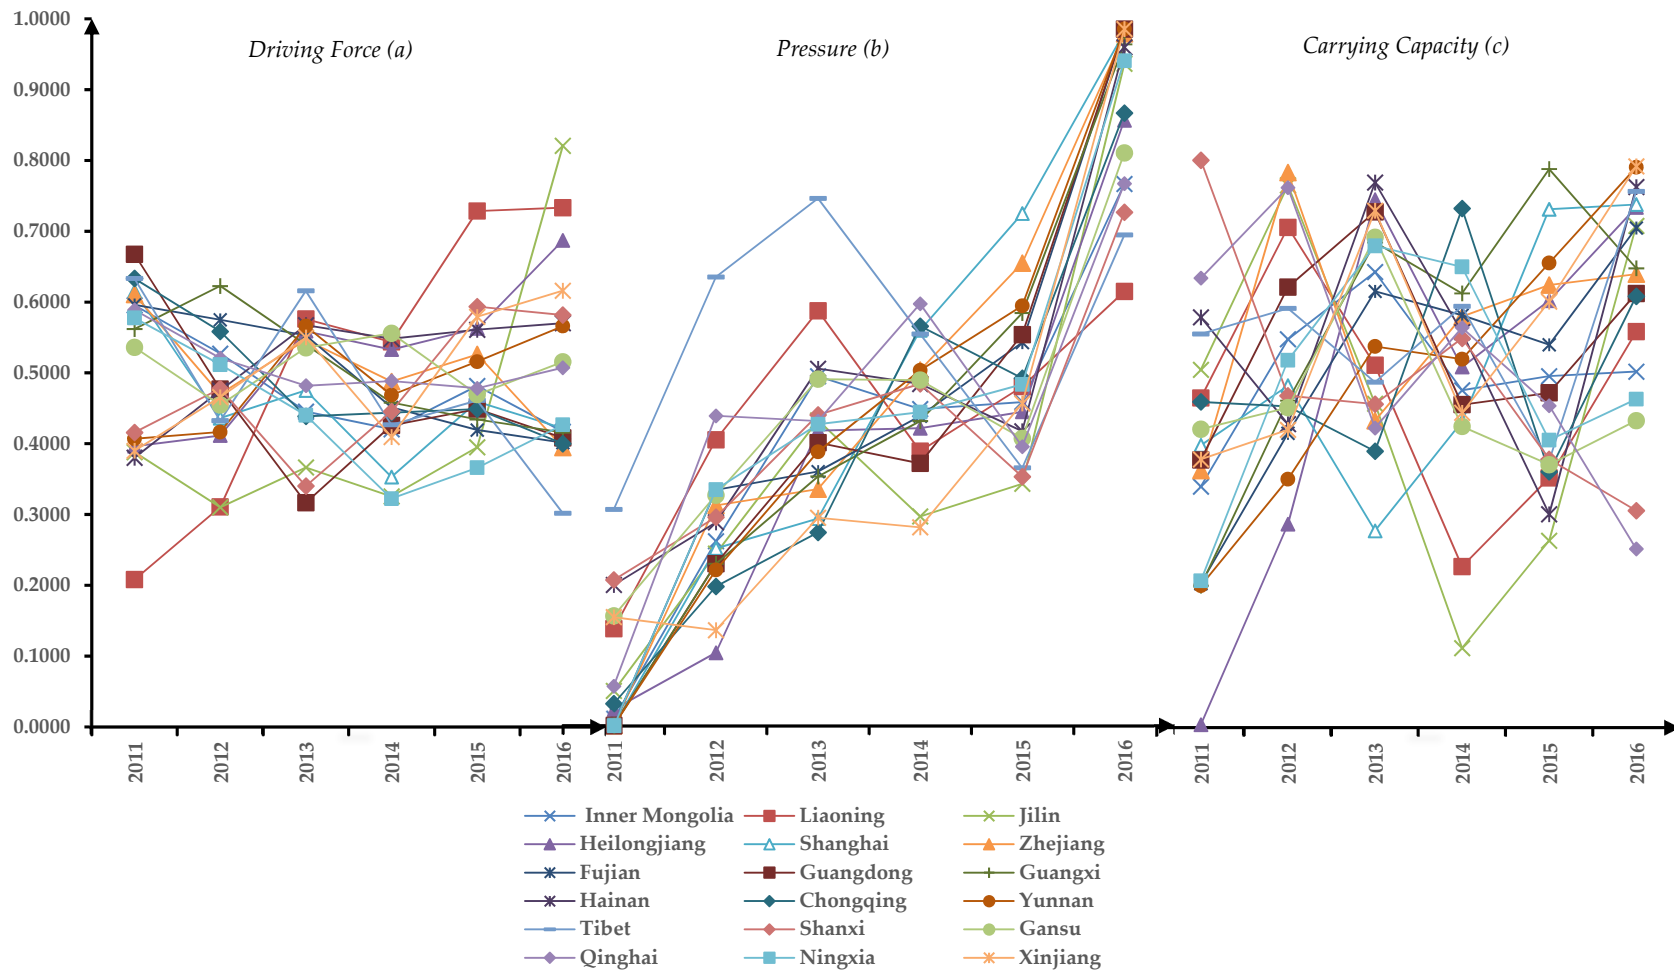 1.0000
Driving Force (a) Pressure (b) Carrying Capacity (c)
0.9000
0.8000
0.7000
0.6000
0.5000
0.4000
0.3000
0.2000
0.1000
0.0000
2011 2012 2013 2014 2015 2016 2011 2012 2013 2014 2015 2016 2011 2012 2013 2014 2015 2016
Inner Mongolia Liaoning Jilin
Heilongjiang Shanghai Zhejiang
Fujian Guangdong Guangxi
Hainan Chongqing Yunnan
Tibet Shanxi Gansu
Qinghai Ningxia Xinjiang